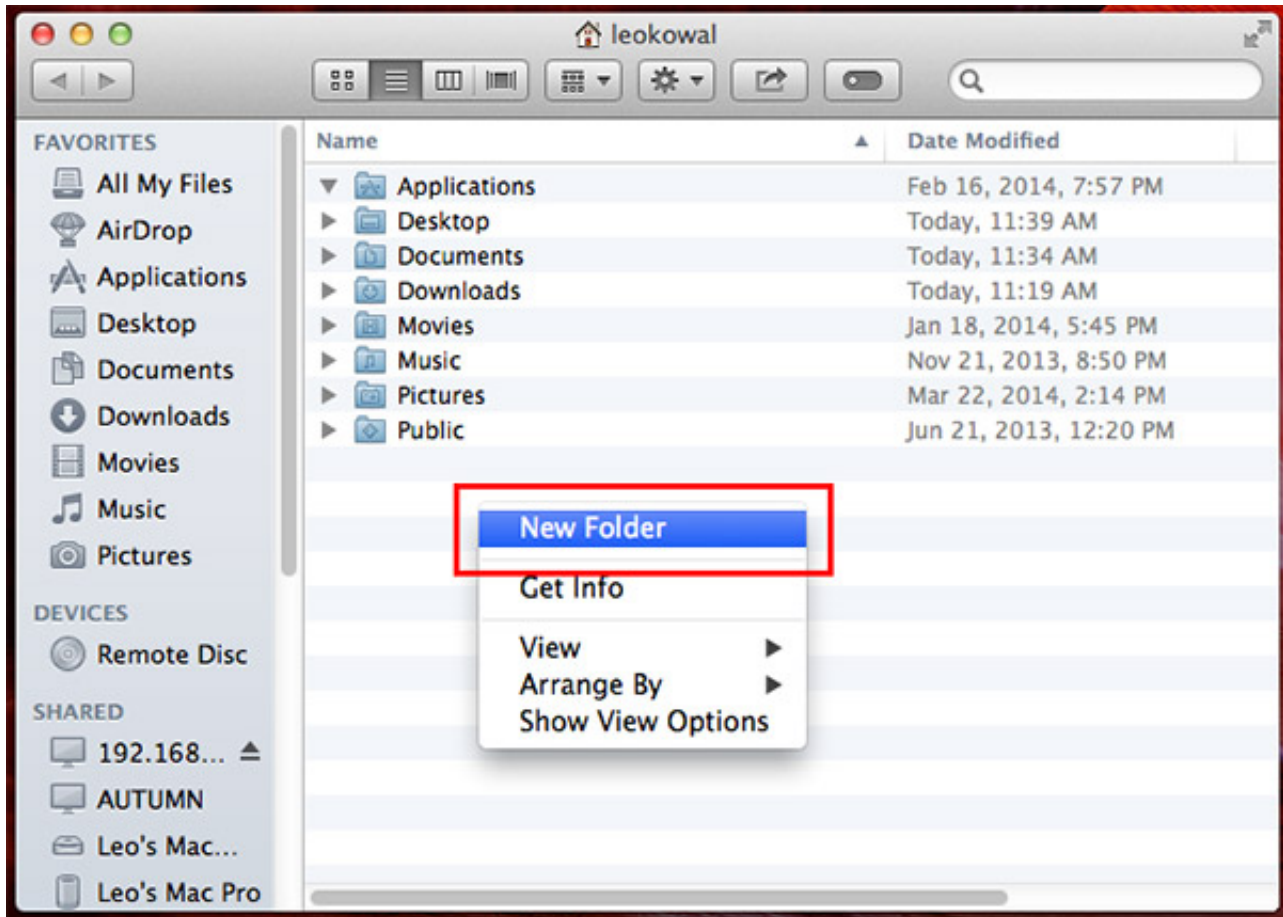 leokowal
FAVORITES
All My Files
AirDrop
Applications
Desktop
Documents
Downloads
Movies
Music
Pictures
DEVICES
Remote Disc
SHARED
192.168...
AUTUMN
Leo's Mac...
Leo's Mac Pro
Name Date Modified
Applications Feb 16, 2014, 7:57 PM
Desktop Today, 11:39 AM
Documents Today, 11:34 AM
Downloads Today, 11:19 AM
Movies Jan 18, 2014, 5:45 PM
Music Nov 21, 2013, 8:50 PM
Pictures Mar 22, 2014, 2:14 PM
Public Jun 21, 2013, 12:20 PM
New Folder
Get Info
View
Arrange By
Show View Options